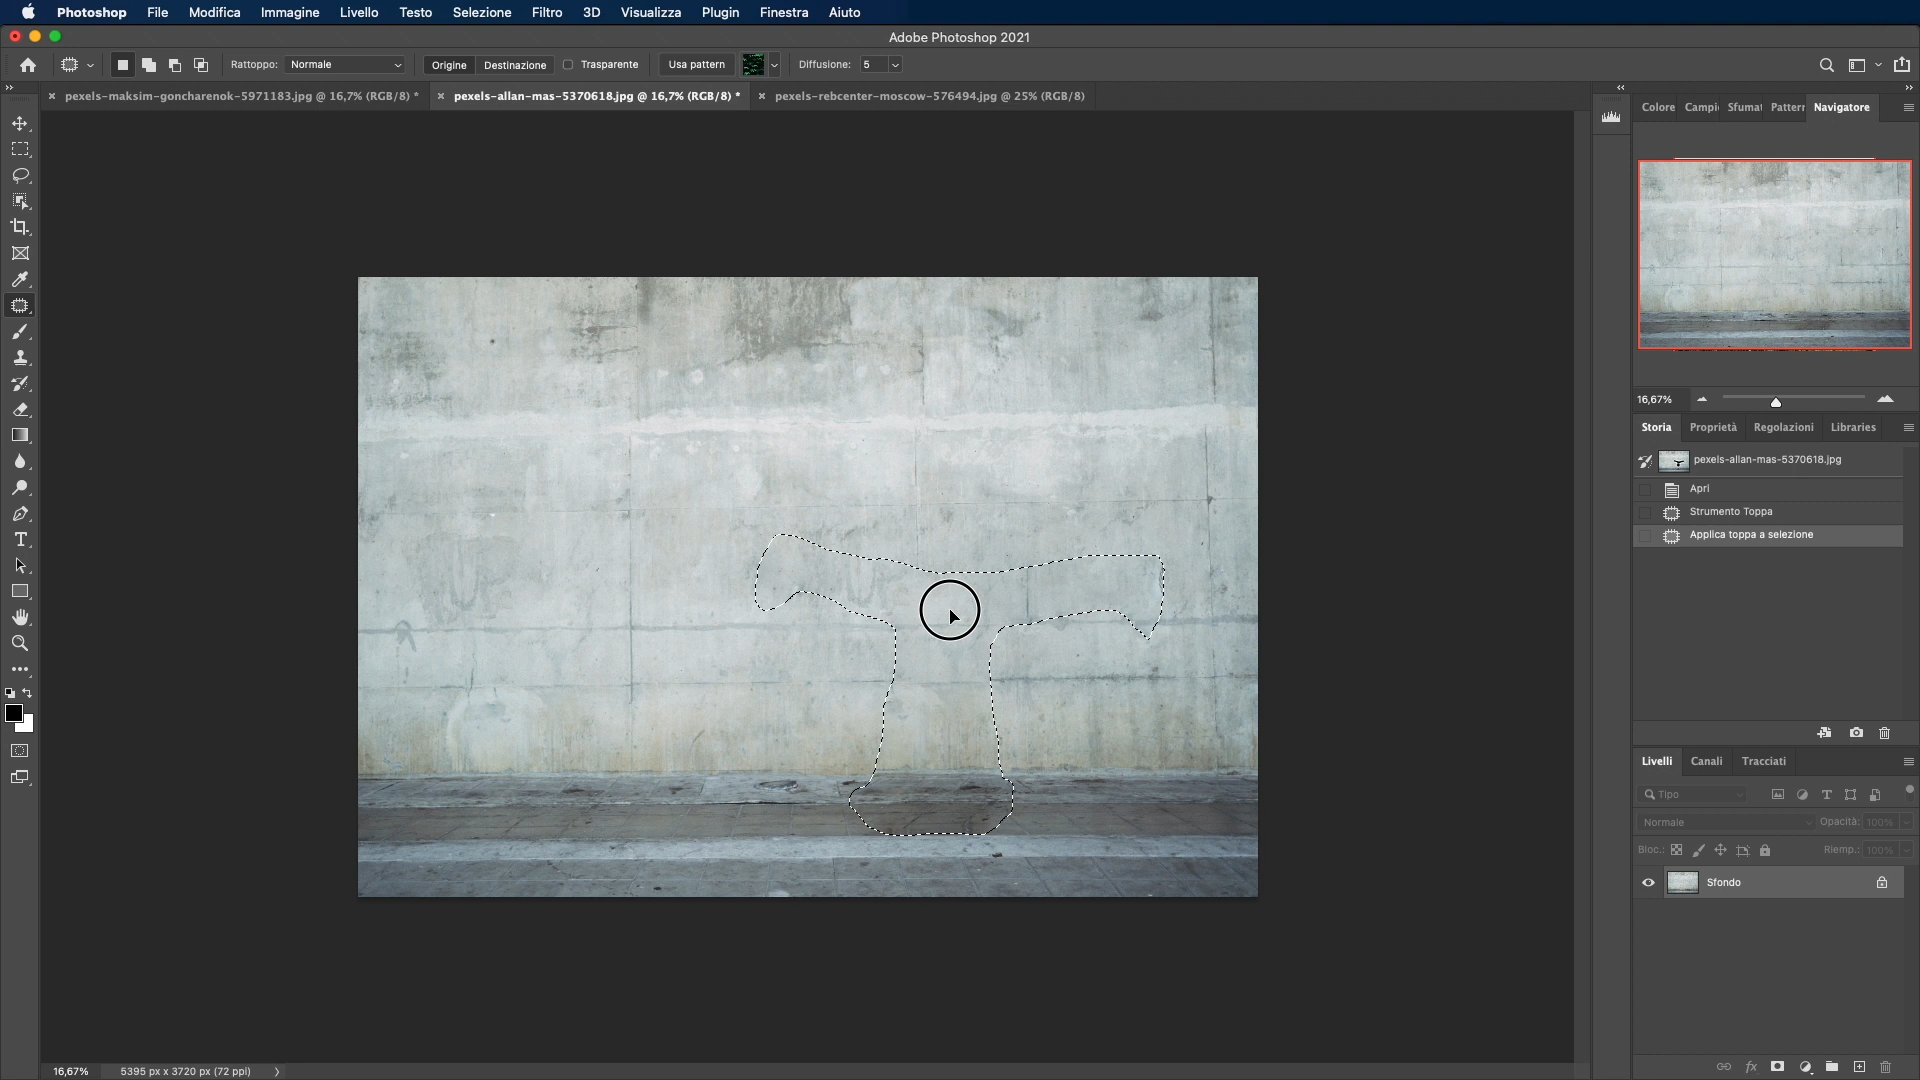 Photoshop File Modifica Immagine Livello Testo Selezione Filtro 3D Visualizza Plugin Finestra Aiuto
Adobe Photoshop 2021
Rattoppo: Normale Origine Destinazione Trasparente Usa pattern Diffusione: 5
pexels-maksim-goncharenok-5971183.jpg @ 16,7% (RGB/8) * pexels-allan-mas-5370618.jpg @ 16,7% (RGB/8) * pexels-rebcenter-moscow-576494.jpg @ 25% (RGB/8)
Colore Campi Sfumat Pattern Navigatore
16,67%
Storia Proprietà Regolazioni Libraries
pexels-allan-mas-5370618.jpg
Apri
Strumento Toppa
Applica toppa a selezione
Livelli Canali Tracciati
Tipo
Normale Opacità: 100%
Bloc.: Riemp.: 100%
Sfondo
fx
16,67% 5395 px x 3720 px (72 ppi)